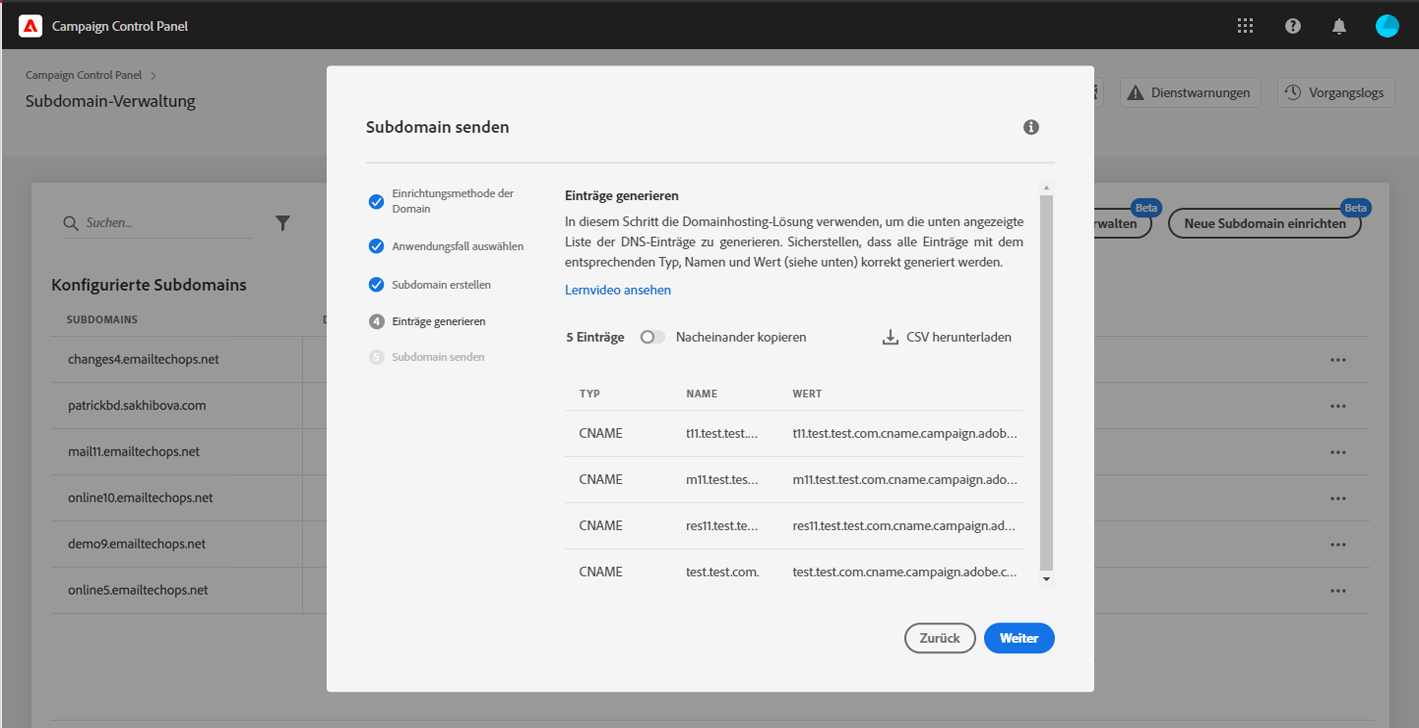 Campaign Control Panel
Campaign Control Panel
Subdomain-Verwaltung
Dienstwarnungen
Vorgangslogs
Suchen...
Beta
rwalten
Beta
Neue Subdomain einrichten
Konfigurierte Subdomains
SUBDOMAINS
changes4.emailtechops.net
patrickbd.sakhibova.com
mail11.emailtechops.net
online10.emailtechops.net
demo9.emailtechops.net
online5.emailtechops.net
Subdomain senden
Einrichtungsmethode der
Domain
Anwendungsfall auswählen
Subdomain erstellen
4 Einträge generieren
5 Subdomain senden
Einträge generieren
In diesem Schritt die Domainhosting-Lösung verwenden, um die unten angezeigte
Liste der DNS-Einträge zu generieren. Sicherstellen, dass alle Einträge mit dem
entsprechenden Typ, Namen und Wert (siehe unten) korrekt generiert werden.
Lernvideo ansehen
5 Einträge Nacheinander kopieren CSV herunterladen
TYP NAME WERT
CNAME t11.test.test.... t11.test.test.com.cname.campaign.adob...
CNAME m11.test.tes... m11.test.test.com.cname.campaign.ado...
CNAME res11.test.te... res11.test.test.com.cname.campaign.ad...
CNAME test.test.com. test.test.com.cname.campaign.adobe.c...
Zurück Weiter